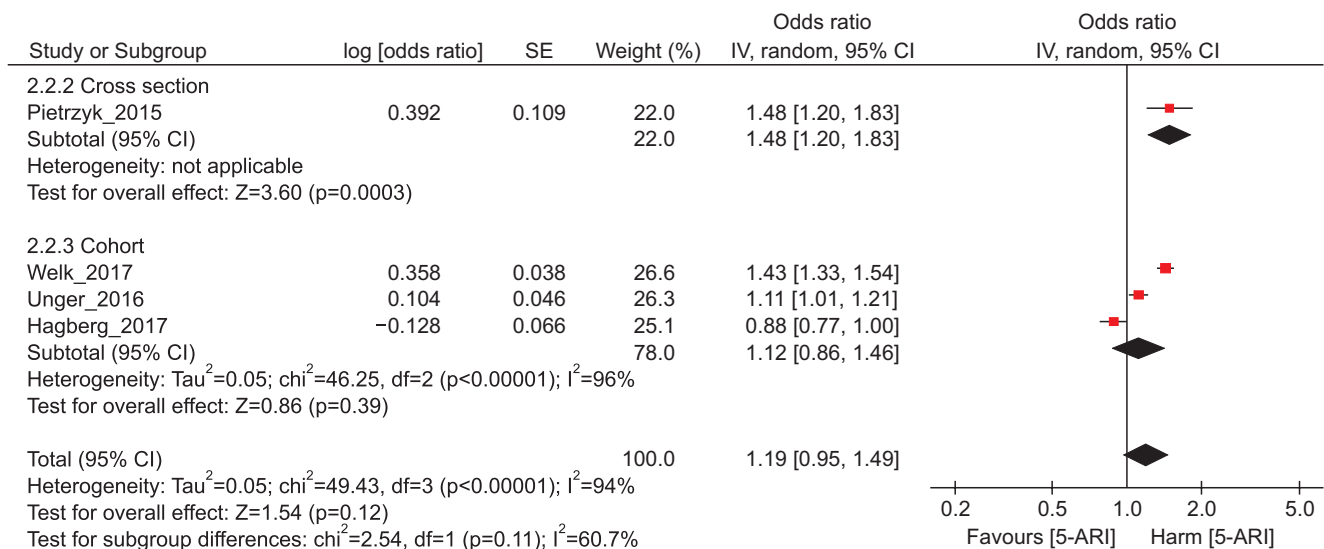 Odds ratio Odds ratio
Study or Subgroup log [odds ratio] SE Weight (%) IV, random, 95% CI IV, random, 95% CI
2.2.2 Cross section
Pietrzyk_2015 0.392 0.109 22.0 1.48 [1.20, 1.83]
Subtotal (95% CI) 22.0 1.48 [1.20, 1.83]
Heterogeneity: not applicable
Test for overall effect: Z=3.60 (p=0.0003)
2.2.3 Cohort
Welk_2017 0.358 0.038 26.6 1.43 [1.33, 1.54]
Unger_2016 0.104 0.046 26.3 1.11 [1.01, 1.21]
Hagberg_2017 −0.128 0.066 25.1 0.88 [0.77, 1.00]
Subtotal (95% CI) 78.0 1.12 [0.86, 1.46]
Heterogeneity: Tau²=0.05; chi²=46.25, df=2 (p<0.00001); I²=96%
Test for overall effect: Z=0.86 (p=0.39)
Total (95% CI) 100.0 1.19 [0.95, 1.49]
Heterogeneity: Tau²=0.05; chi²=49.43, df=3 (p<0.00001); I²=94%
Test for overall effect: Z=1.54 (p=0.12)
Test for subgroup differences: chi²=2.54, df=1 (p=0.11); I²=60.7%
0.2 0.5 1.0 2.0 5.0
Favours [5-ARI] Harm [5-ARI]